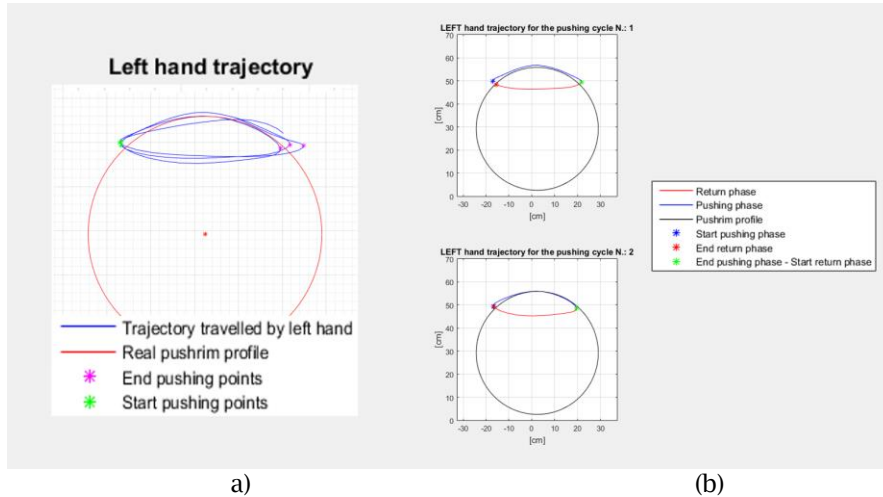 Left hand trajectory
Trajectory travelled by left hand
Real pushrim profile
End pushing points
Start pushing points
LEFT hand trajectory for the pushing cycle N.: 1
70
60
50
40
30
20
10
0
[cm]
-30 -20 -10 0 10 20 30
[cm]
LEFT hand trajectory for the pushing cycle N.: 2
70
60
50
40
30
20
10
0
[cm]
-30 -20 -10 0 10 20 30
[cm]
Return phase
Pushing phase
Pushrim profile
Start pushing phase
End return phase
End pushing phase - Start return phase
a) (b)